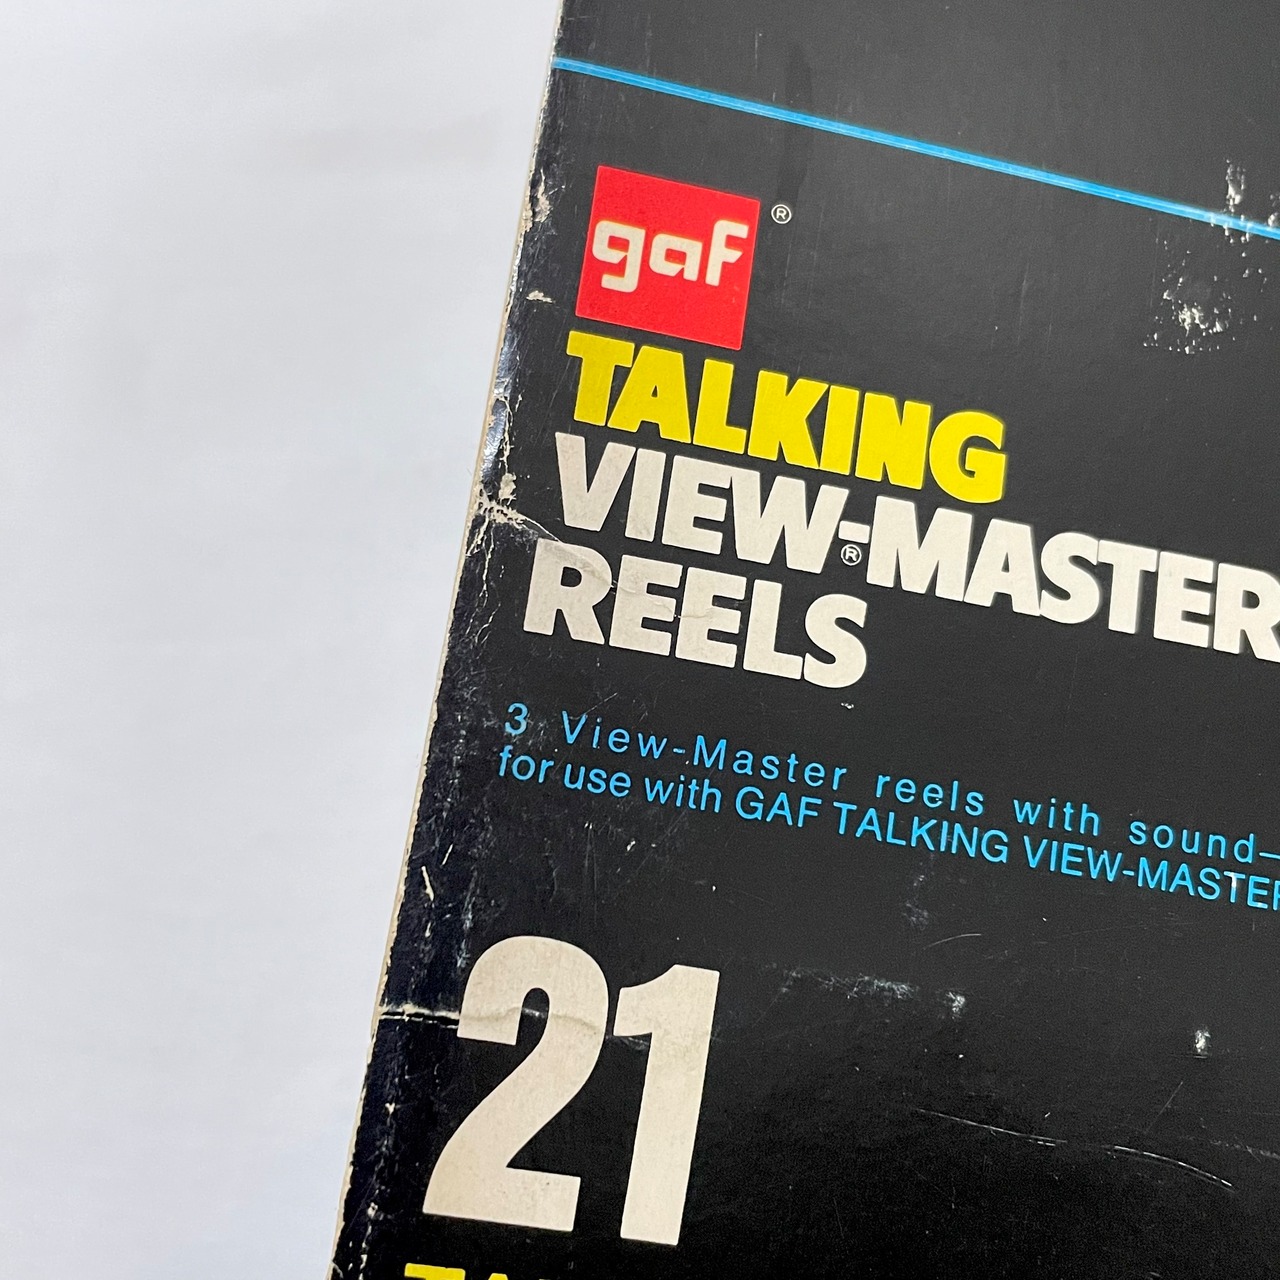 gaf®
TALKING
VIEW-MASTER
®
REELS
3 View-Master reels with sound—
for use with GAF TALKING VIEW-MASTER
21